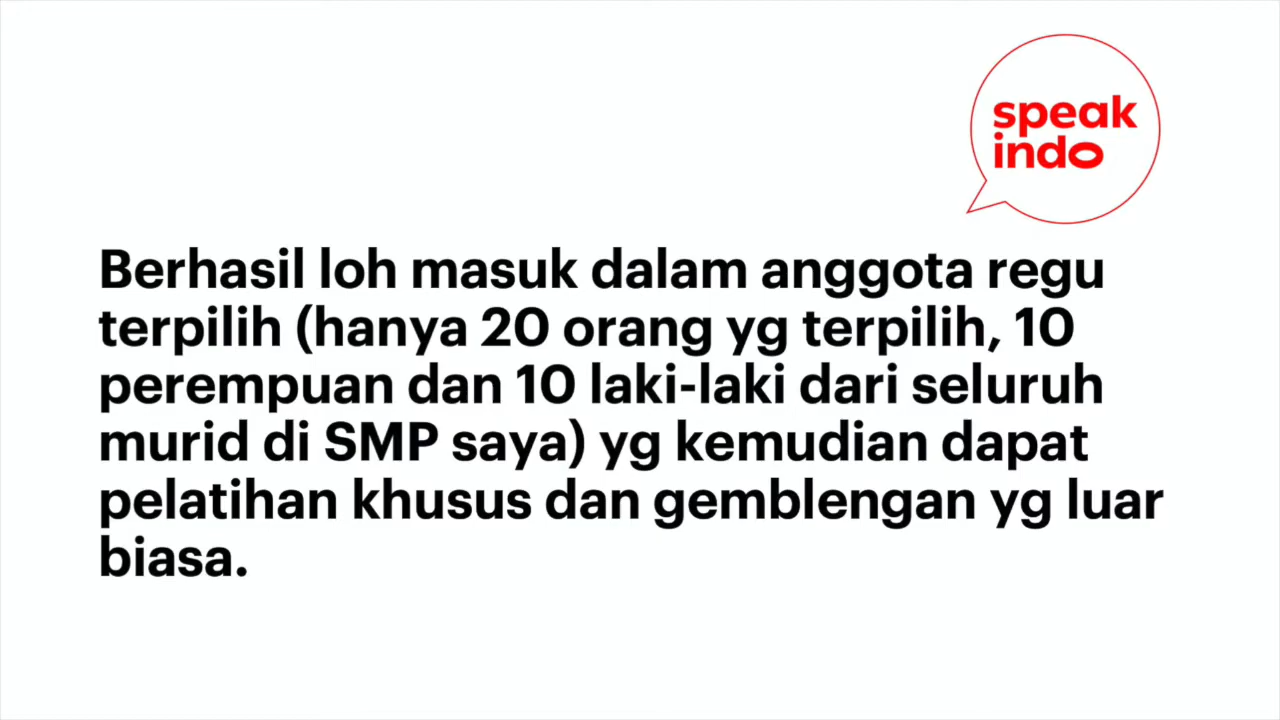 speak
indo
Berhasil loh masuk dalam anggota regu
terpilih (hanya 20 orang yg terpilih, 10
perempuan dan 10 laki-laki dari seluruh
murid di SMP saya) yg kemudian dapat
pelatihan khusus dan gemblengan yg luar
biasa.